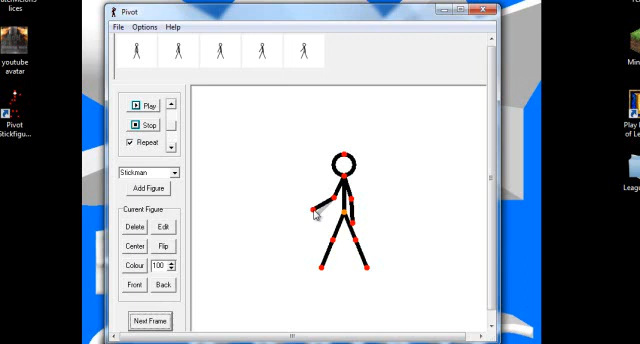 lices
youtube
avatar
Pivot
Stickfigu...
Pivot
File Options Help
Play
Stop
Repeat
Stickman
Add Figure
Current Figure
Delete Edit
Center Flip
Colour 100
Front Back
Next Frame
Min
Play
of Le
Leagu